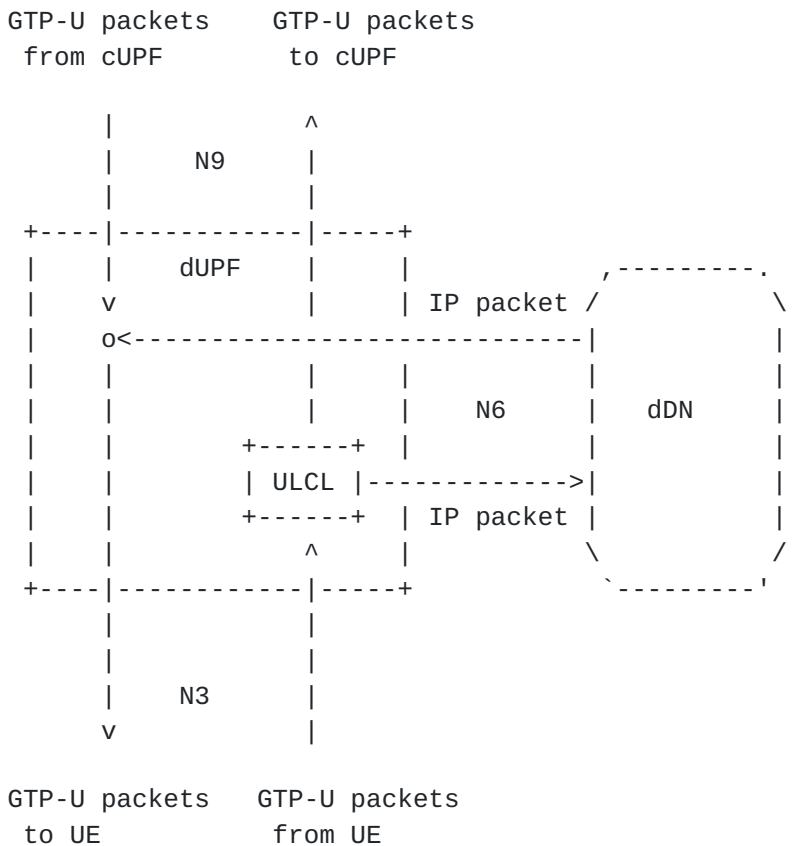 GTP-U packets    GTP-U packets
from cUPF        to cUPF
N9
dUPF
IP packet
N6    dDN
ULCL
IP packet
N3
GTP-U packets   GTP-U packets
to UE           from UE